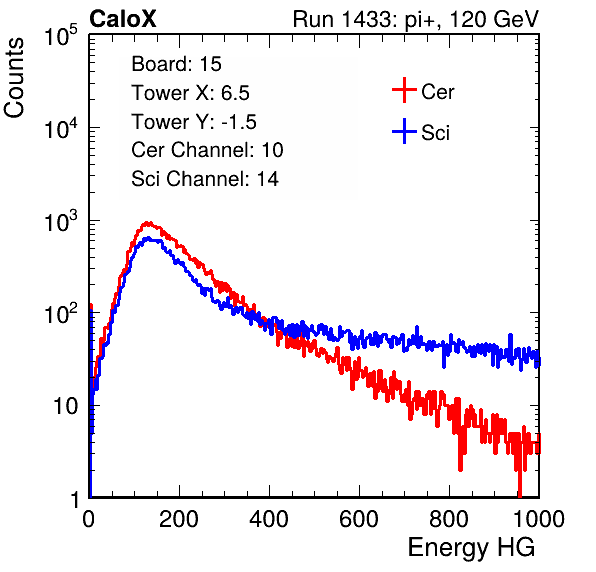 CaloX Run 1433: pi+, 120 GeV
Counts
Board: 15
Tower X: 6.5
Tower Y: -1.5
Cer Channel: 10
Sci Channel: 14
Cer
Sci
10^5
10^4
10^3
10^2
10
1
0 200 400 600 800 1000
Energy HG